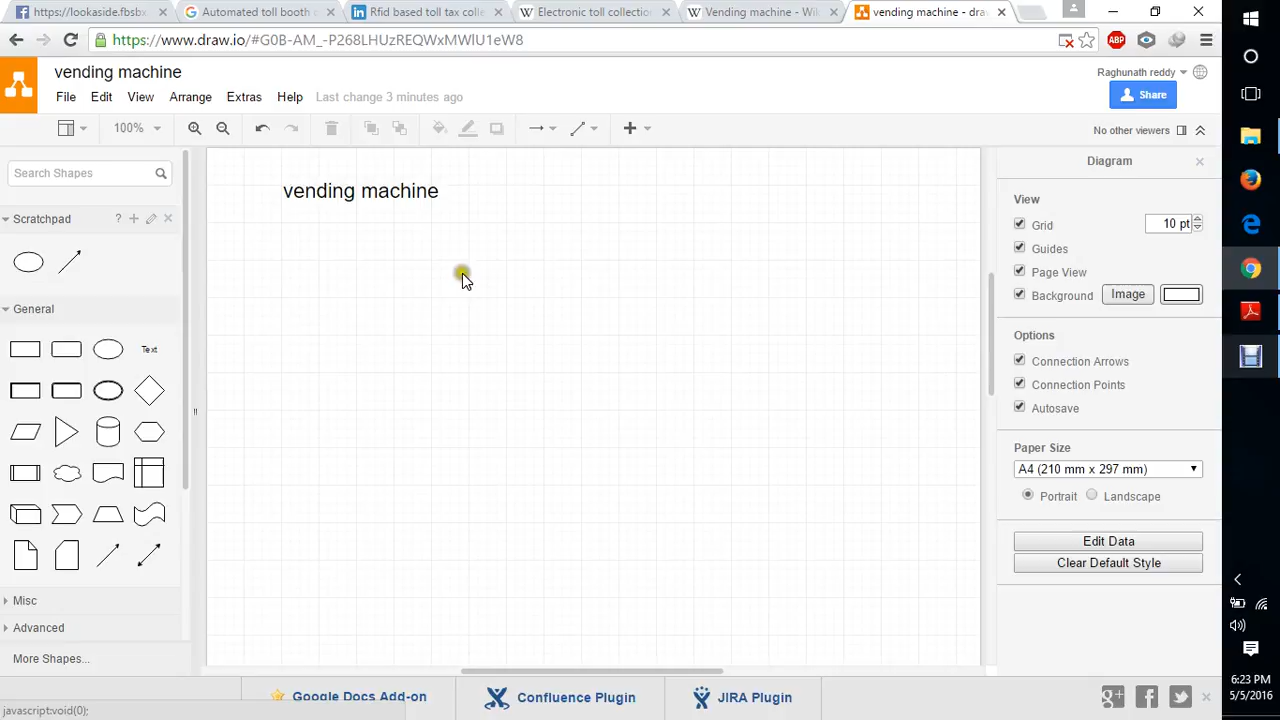 https://lookaside.fbsbx
Automated toll booth o
Rfid based toll tax colle
Electronic toll collection
Vending machine - Wik
vending machine - draw
https://www.draw.io/#G0B-AM_-P268LHUzREQWxMWlU1eW8
ABP
vending machine
Raghunath reddy
File Edit View Arrange Extras Help Last change 3 minutes ago
Share
100%
No other viewers
Search Shapes
Scratchpad ?
General
Text
Misc
Advanced
More Shapes...
vending machine
Diagram
View
Grid 10 pt
Guides
Page View
Background Image
Options
Connection Arrows
Connection Points
Autosave
Paper Size
A4 (210 mm x 297 mm)
Portrait Landscape
Edit Data
Clear Default Style
Google Docs Add-on Confluence Plugin JIRA Plugin
javascript:void(0);
6:23 PM
5/5/2016